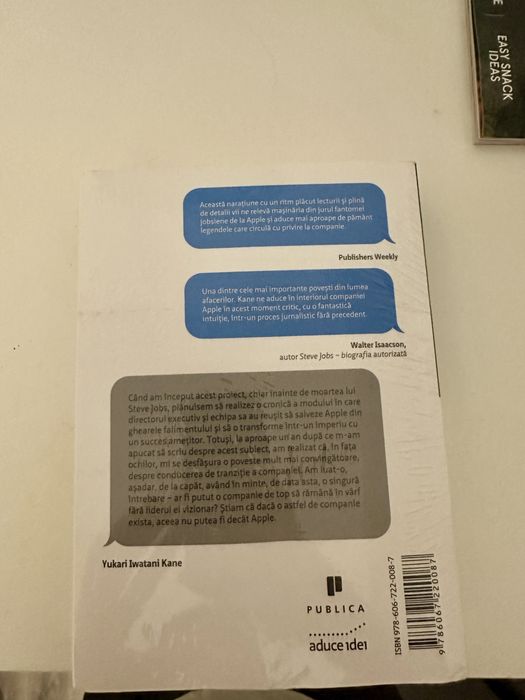 E | EASY SNACK
IDEAS
Această narațiune cu un ritm plăcut lecturii și plină
de detalii vii ne relevă mașinăria din jurul fantomei
jobsiene de la Apple și aduce mai aproape de pământ
legendele care circulă cu privire la companie.
Publishers Weekly
Una dintre cele mai importante povești din lumea
afacerilor. Kane ne aduce în interiorul companiei
Apple în acest moment critic, cu o fantastică
intuiție, într-un proces jurnalistic fără precedent.
Walter Isaacson,
autor Steve Jobs – biografia autorizată
Când am început acest proiect, chiar înainte de moartea lui
Steve Jobs, plănuisem să realizez o cronică a modului în care
directorul executiv și echipa sa au reușit să salveze Apple din
ghearele falimentului și să o transforme într-un imperiu cu
un succes amețitor. Totuși, la aproape un an după ce m-am
apucat să scriu despre acest subiect, am realizat că, în fața
ochilor, mi se desfășura o poveste mult mai convingătoare,
despre conducerea de tranziție a companiei. Am luat-o,
așadar, de la capăt, având în minte, de data asta, o singură
întrebare – ar fi putut o companie de top să rămână în vârf
fără liderul ei vizionar? Știam că dacă o astfel de companie
exista, aceea nu putea fi decât Apple.
Yukari Iwatani Kane
PUBLICA
aduce idei
ISBN 978-606-722-008-7
9 786067 220087